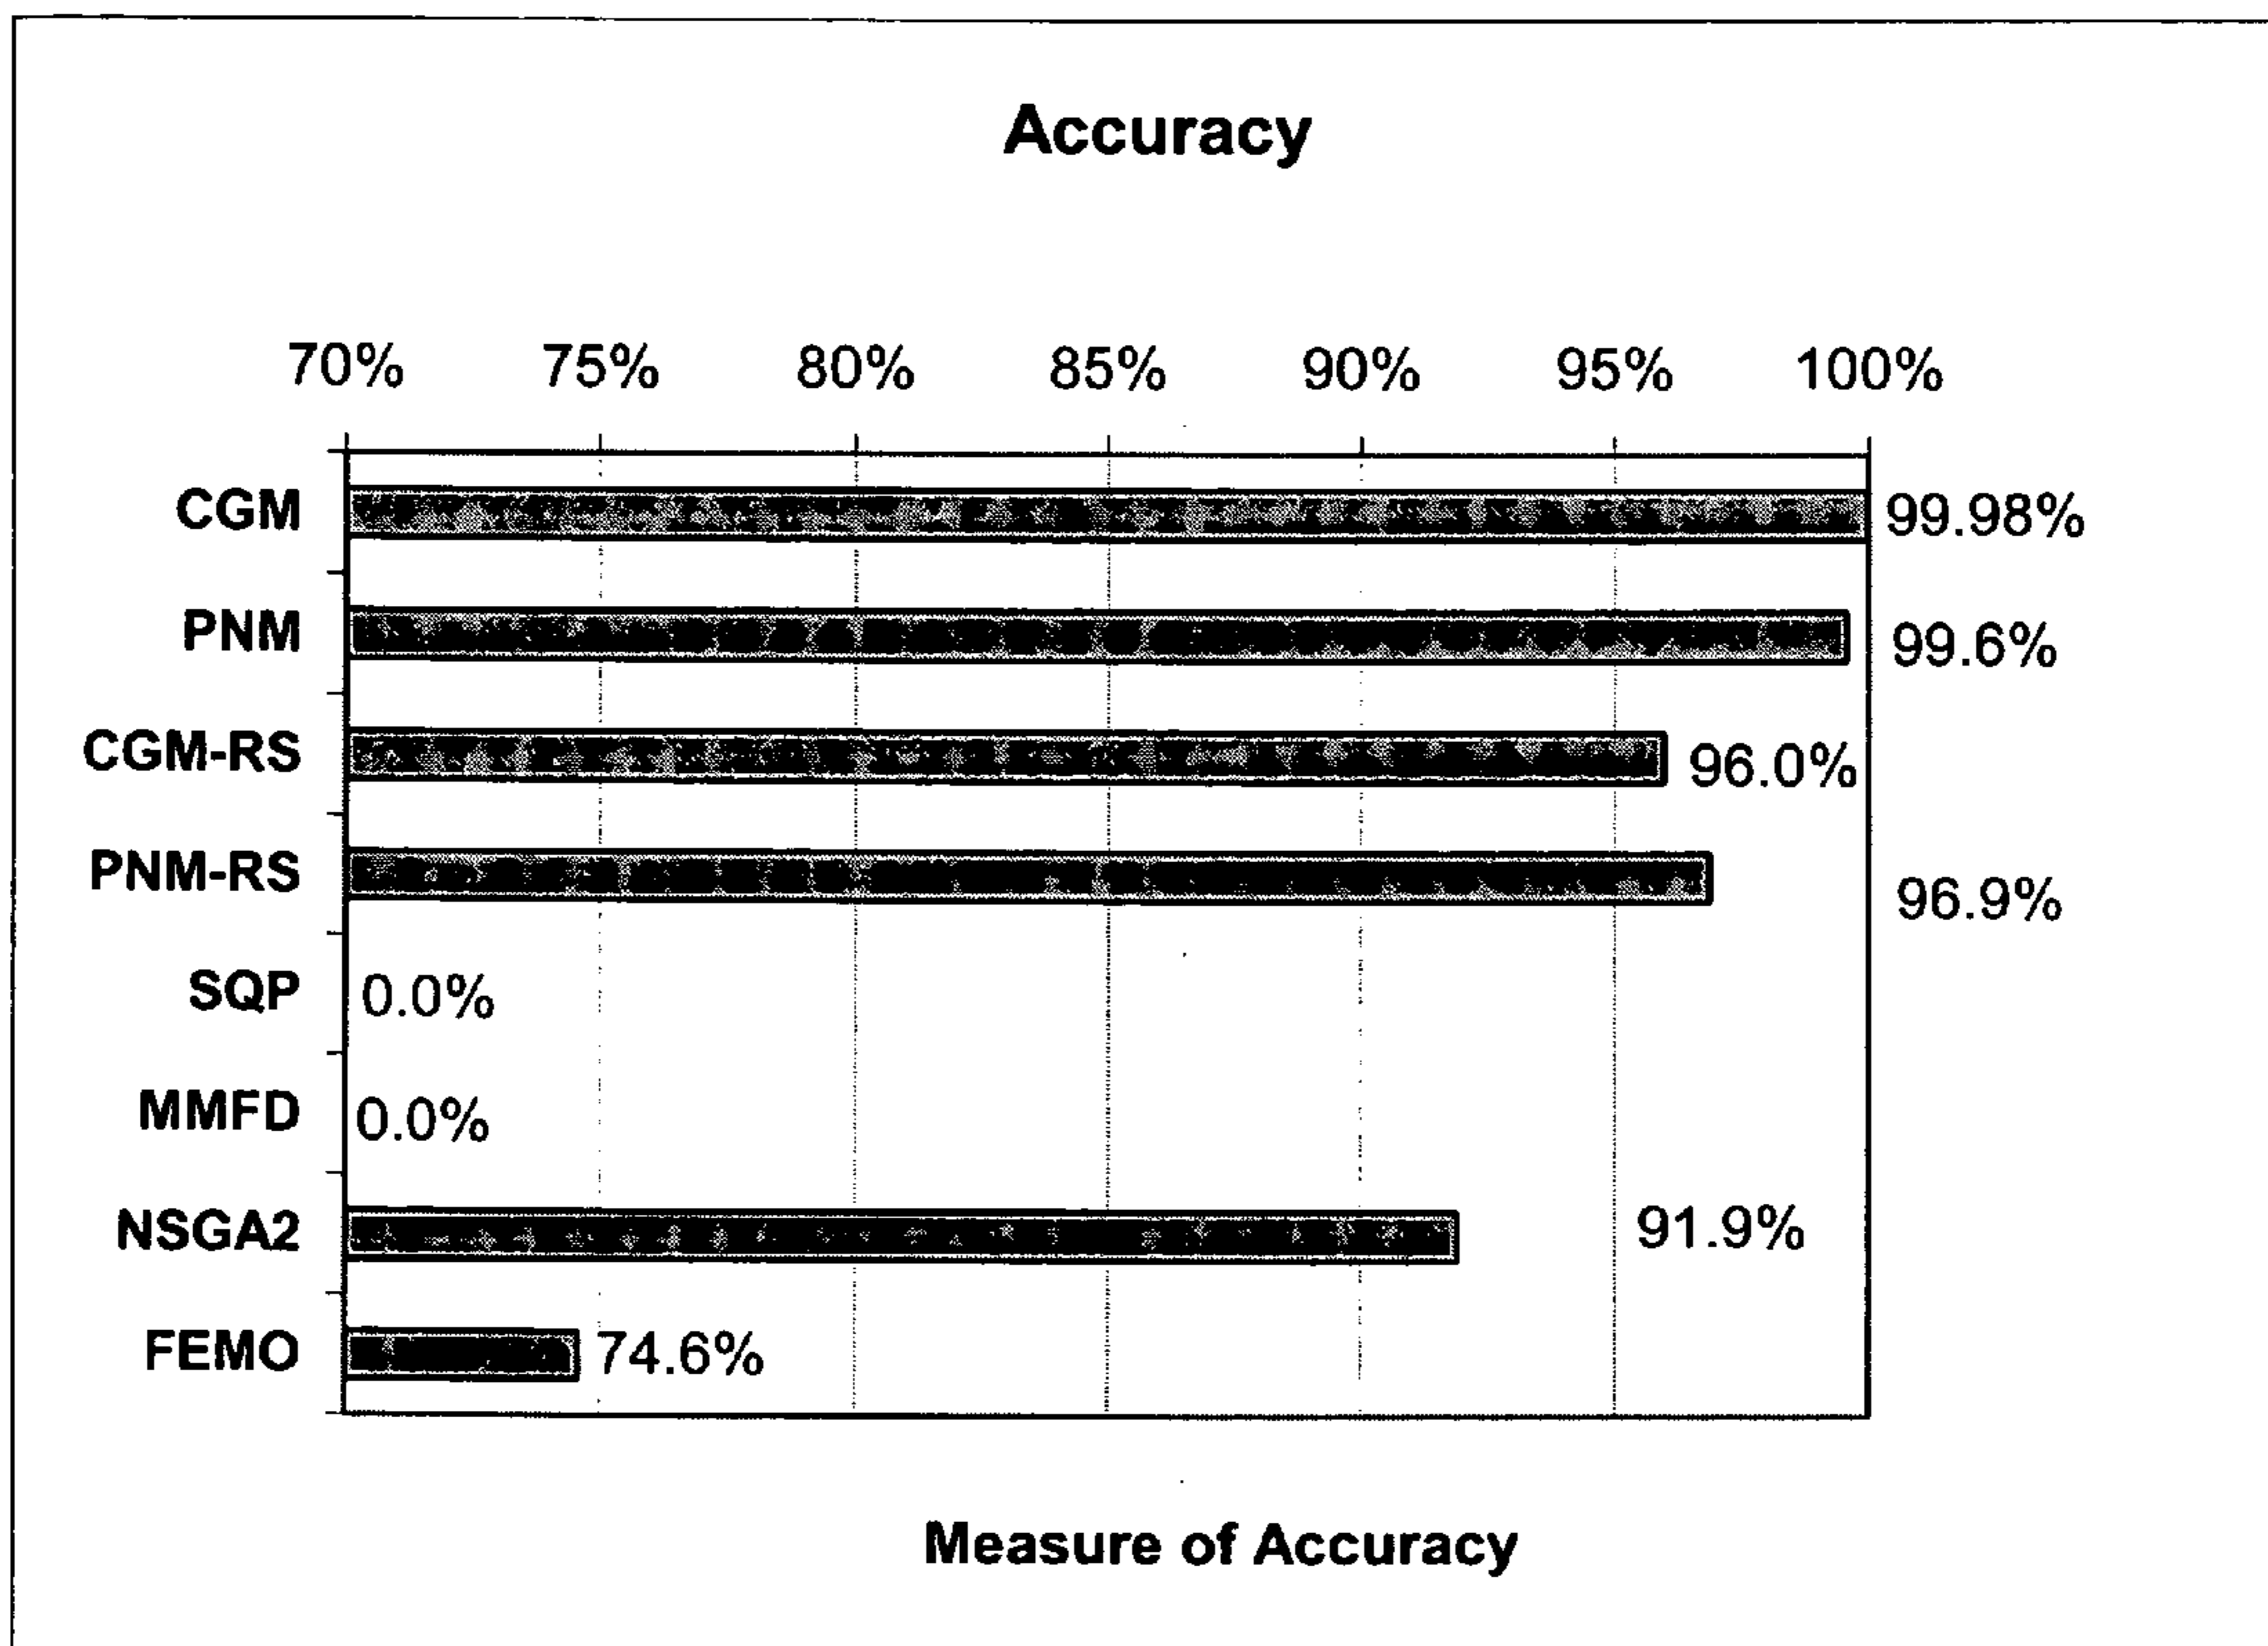 Accuracy
70% 75% 80% 85% 90% 95% 100%
CGM 99.98%
PNM 99.6%
CGM-RS 96.0%
PNM-RS 96.9%
SQP 0.0%
MMFD 0.0%
NSGA2 91.9%
FEMO 74.6%
Measure of Accuracy